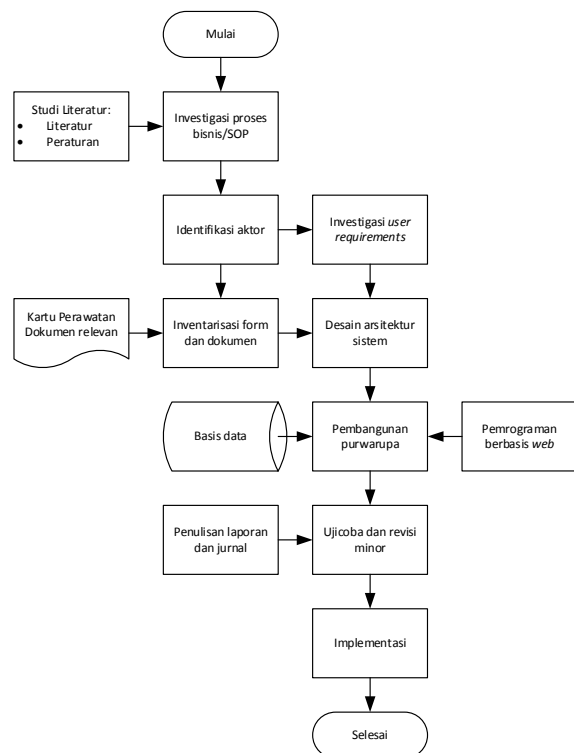 Mulai
Studi Literatur:
• Literatur
• Peraturan
Investigasi proses
bisnis/SOP
Identifikasi aktor
Investigasi user
requirements
Kartu Perawatan
Dokumen relevan
Inventarisasi form
dan dokumen
Desain arsitektur
sistem
Basis data
Pembangunan
purwarupa
Pemrograman
berbasis web
Penulisan laporan
dan jurnal
Ujicoba dan revisi
minor
Implementasi
Selesai